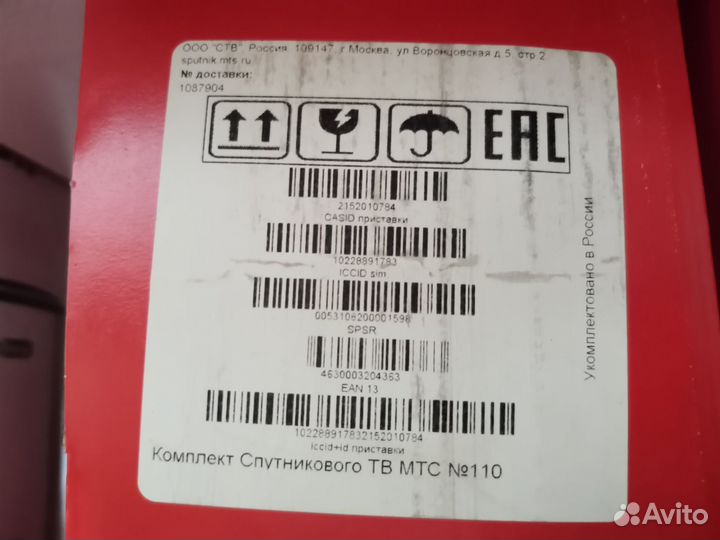 ООО "СТВ", Россия, 109147, г Москва, ул Воронцовская д 5, стр 2
sputnik.mts.ru
№ доставки:
1087904
EAC
2152010784
CASID приставки
10228891783
ICCID sim
0053108200001598
SPSR
4630003204363
EAN 13
102288917832152010784
iccid+id приставки
Комплект Спутникового ТВ МТС №110
Укомплектовано в России
Avito